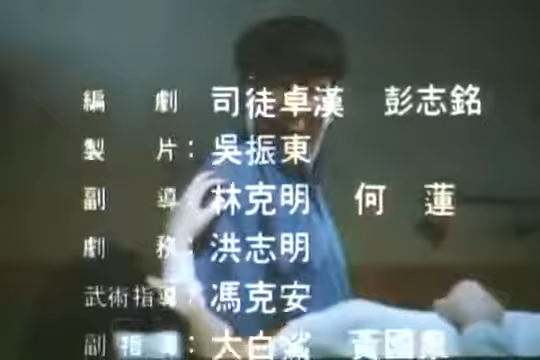 編劇 司徒卓漢 彭志銘
製片：吳振東
副導：林克明 何蓮
劇務：洪志明
武術指導：馮克安
副指導：大白鯊 黃國